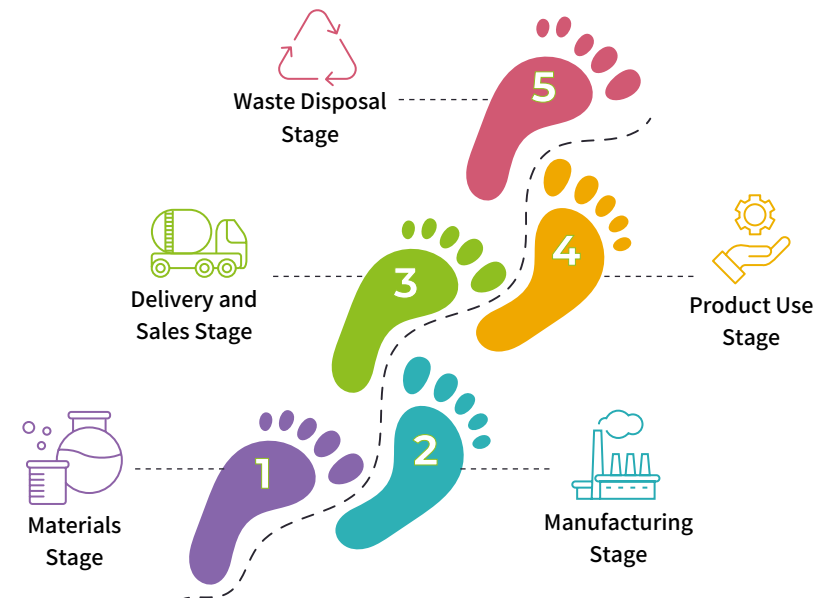 5
Waste Disposal
Stage
4
3
Delivery and
Sales Stage
Product Use
Stage
2
1
Materials
Stage
Manufacturing
Stage